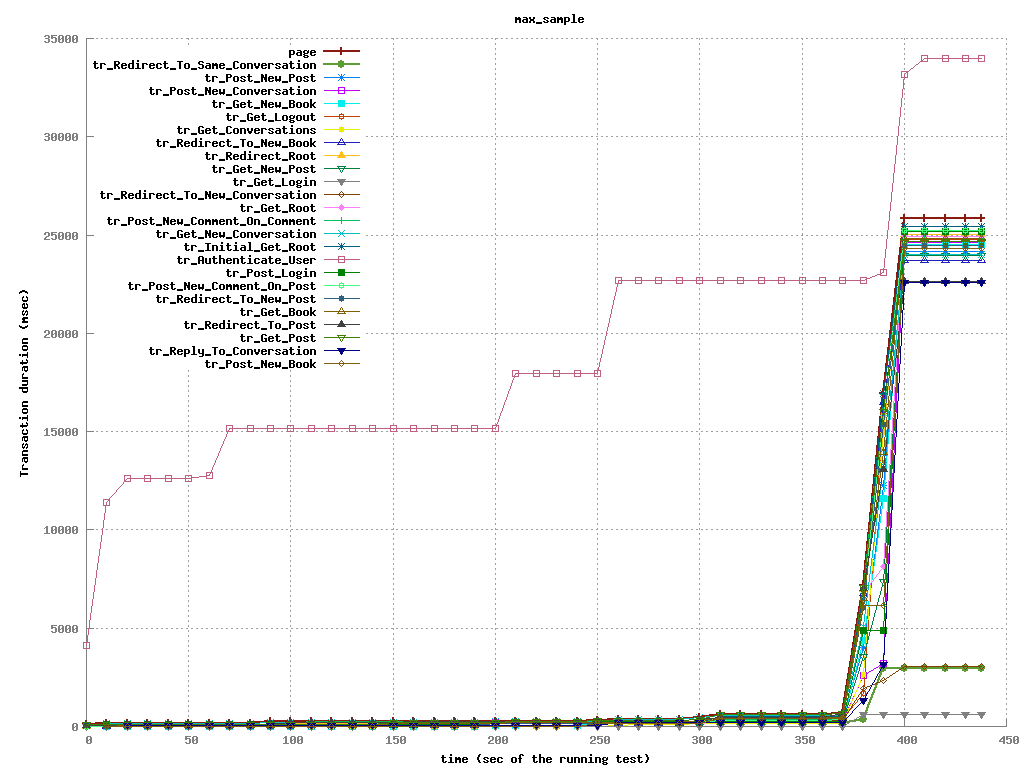 max_sample
35000
30000
25000
20000
15000
10000
5000
0
Transaction duration (msec)
page
tr_Redirect_To_Same_Conversation
tr_Post_New_Post
tr_Post_New_Conversation
tr_Get_New_Book
tr_Get_Logout
tr_Get_Conversations
tr_Redirect_To_New_Book
tr_Redirect_Root
tr_Get_New_Post
tr_Get_Login
tr_Redirect_To_New_Conversation
tr_Get_Root
tr_Post_New_Comment_On_Comment
tr_Get_New_Conversation
tr_Initial_Get_Root
tr_Authenticate_User
tr_Post_Login
tr_Post_New_Comment_On_Post
tr_Redirect_To_New_Post
tr_Get_Book
tr_Redirect_To_Post
tr_Get_Post
tr_Reply_To_Conversation
tr_Post_New_Book
0 50 100 150 200 250 300 350 400 450
time (sec of the running test)